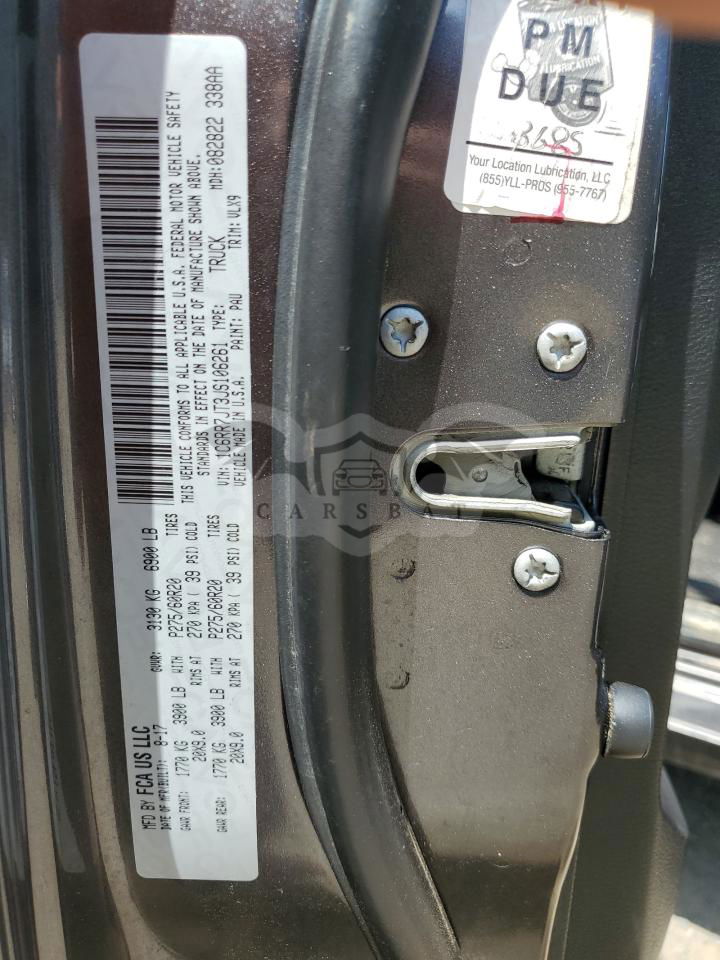 MFD BY FCA US LLC
DATE OF MFR(BUILT): 8-17 GVWR: 3130 KG 6900 LB
GAWR FRONT: 1770 KG 3900 LB WITH P275/60R20 TIRES
20X9.0 RIMS AT 270 KPA ( 39 PSI) COLD
GAWR REAR: 1770 KG 3900 LB WITH P275/60R20 TIRES
20X9.0 RIMS AT 270 KPA ( 39 PSI) COLD
THIS VEHICLE CONFORMS TO ALL APPLICABLE U.S.A. FEDERAL MOTOR VEHICLE SAFETY
STANDARDS IN EFFECT ON THE DATE OF MANUFACTURE SHOWN ABOVE.
VIN: 1C6RR7JT3JS106261 TYPE: TRUCK MDH: 082822 338AA
VEHICLE MADE IN U.S.A. PAINT: PAU TRIM: VLX9
PM
DUE
Your Location Lubrication, LLC
(855)YLL-PROS (955-7767)
CARSBAT